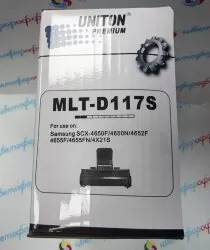 UNITON
PREMIUM
MLT-D117S
For use on:
Samsung SCX-4650F/4650N/4652F
4655F/4655FN/4X21S